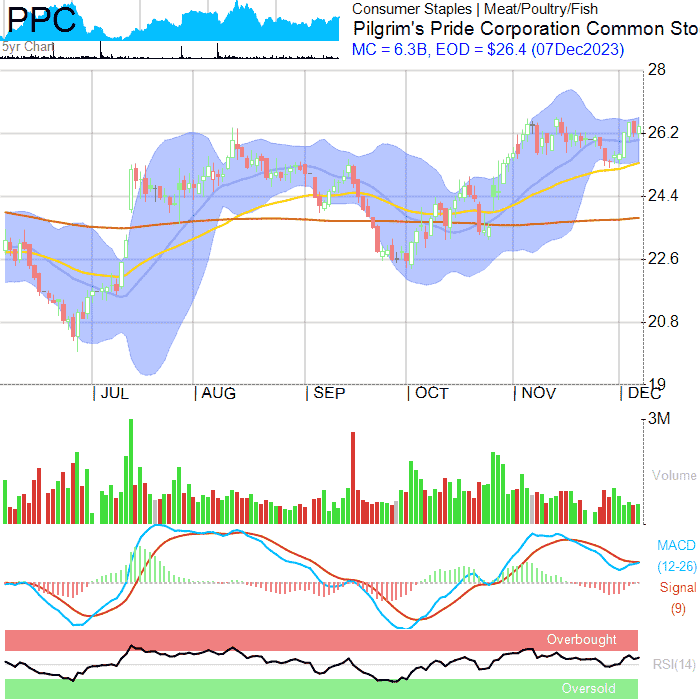 PPC
5yr Chart
Consumer Staples | Meat/Poultry/Fish
Pilgrim's Pride Corporation Common Sto
MC = 6.3B, EOD = $26.4 (07Dec2023)
28
26.2
24.4
22.6
20.8
19
| JUL | AUG | SEP | OCT | NOV | DEC
3M
Volume
MACD
(12-26)
Signal
(9)
Overbought
RSI(14)
Oversold